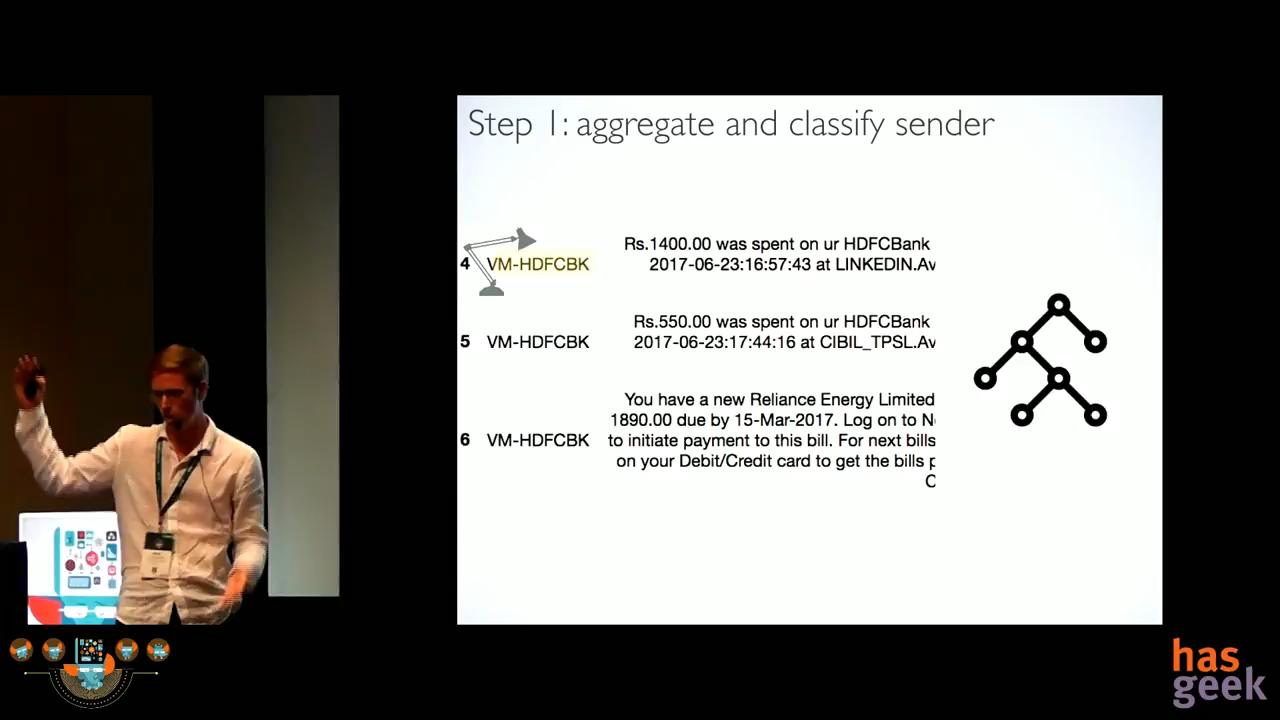 Step 1: aggregate and classify sender
Rs.1400.00 was spent on ur HDFCBank
4 VM-HDFCBK 2017-06-23:16:57:43 at LINKEDIN.Av
Rs.550.00 was spent on ur HDFCBank
5 VM-HDFCBK 2017-06-23:17:44:16 at CIBIL_TPSL.Av
You have a new Reliance Energy Limited
1890.00 due by 15-Mar-2017. Log on to N
6 VM-HDFCBK to initiate payment to this bill. For next bills
on your Debit/Credit card to get the bills p
has
geek